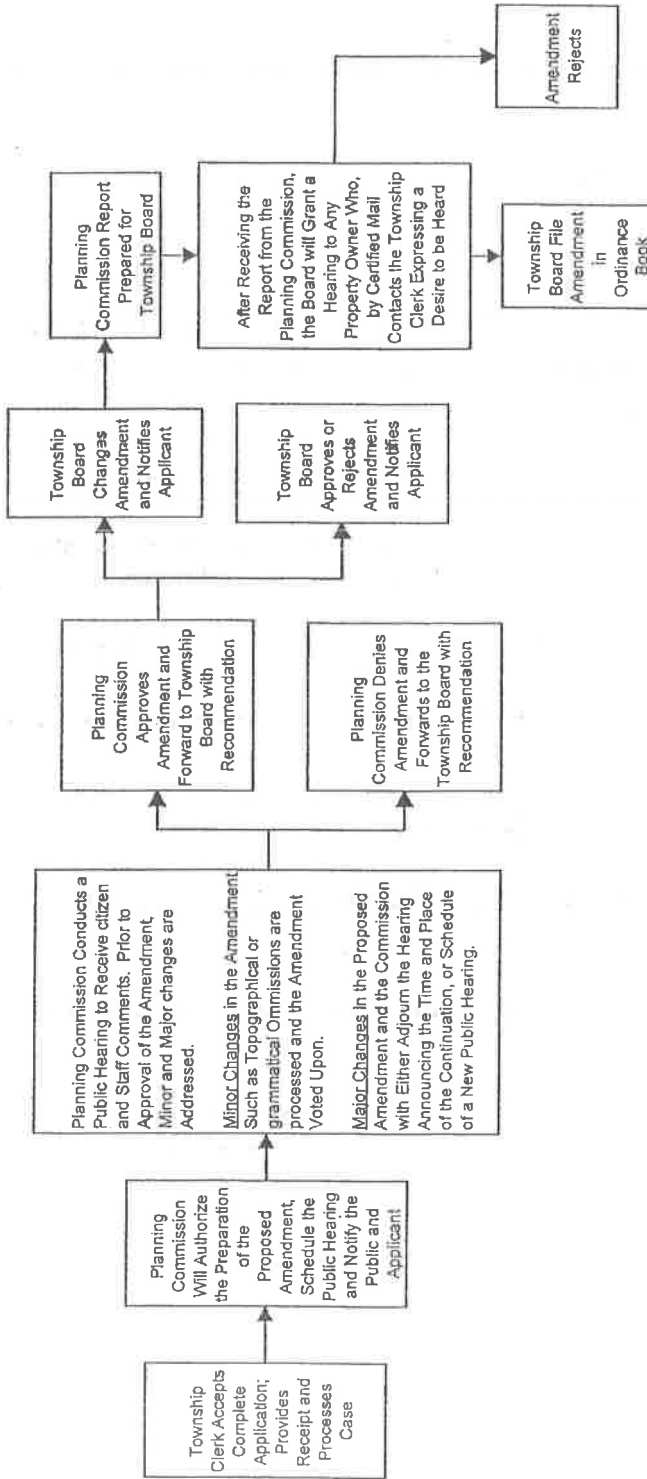 Township
Clerk Accepts
Complete
Application;
Provides
Receipt and
Processes
Case
Planning
Commission
Will Authorize
the Preparation
of the
Proposed
Amendment,
Schedule the
Public Hearing
and Notify the
Public and
Applicant
Planning Commission Conducts a
Public Hearing to Receive citizen
and Staff Comments. Prior to
Approval of the Amendment,
Minor and Major changes are
Addressed.
Minor Changes in the Amendment
Such as Topographical or
grammatical Ommissions are
processed and the Amendment
Voted Upon.
Major Changes in the Proposed
Amendment and the Commission
with Either Adjourn the Hearing
Announcing the Time and Place
of the Continuation, or Schedule
of a New Public Hearing.
Planning
Commission
Approves
Amendment and
Forward to Township
Board with
Recommendation
Planning
Commission Denies
Amendment and
Forwards to the
Township Board with
Recommendation
Township
Board
Changes
Amendment
and Notifies
Applicant
Township
Board
Approves or
Rejects
Amendment
and Notifies
Applicant
Planning
Commission Report
Prepared for
Township Board
After Receiving the
Report from the
Planning Commission,
the Board will Grant a
Hearing to Any
Property Owner Who,
by Certified Mail
Contacts the Township
Clerk Expressing a
Desire to be Heard
Township
Board File
Amendment
in
Ordinance
Book
Amendment
Rejects